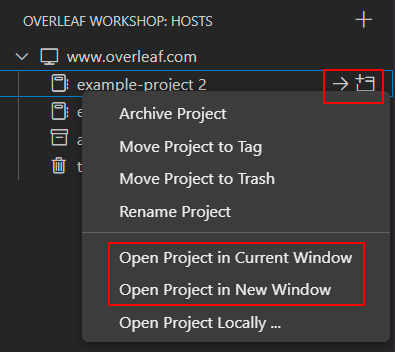 OVERLEAF WORKSHOP: HOSTS
www.overleaf.com
example-project 2
Archive Project
Move Project to Tag
Move Project to Trash
Rename Project
Open Project in Current Window
Open Project in New Window
Open Project Locally ...